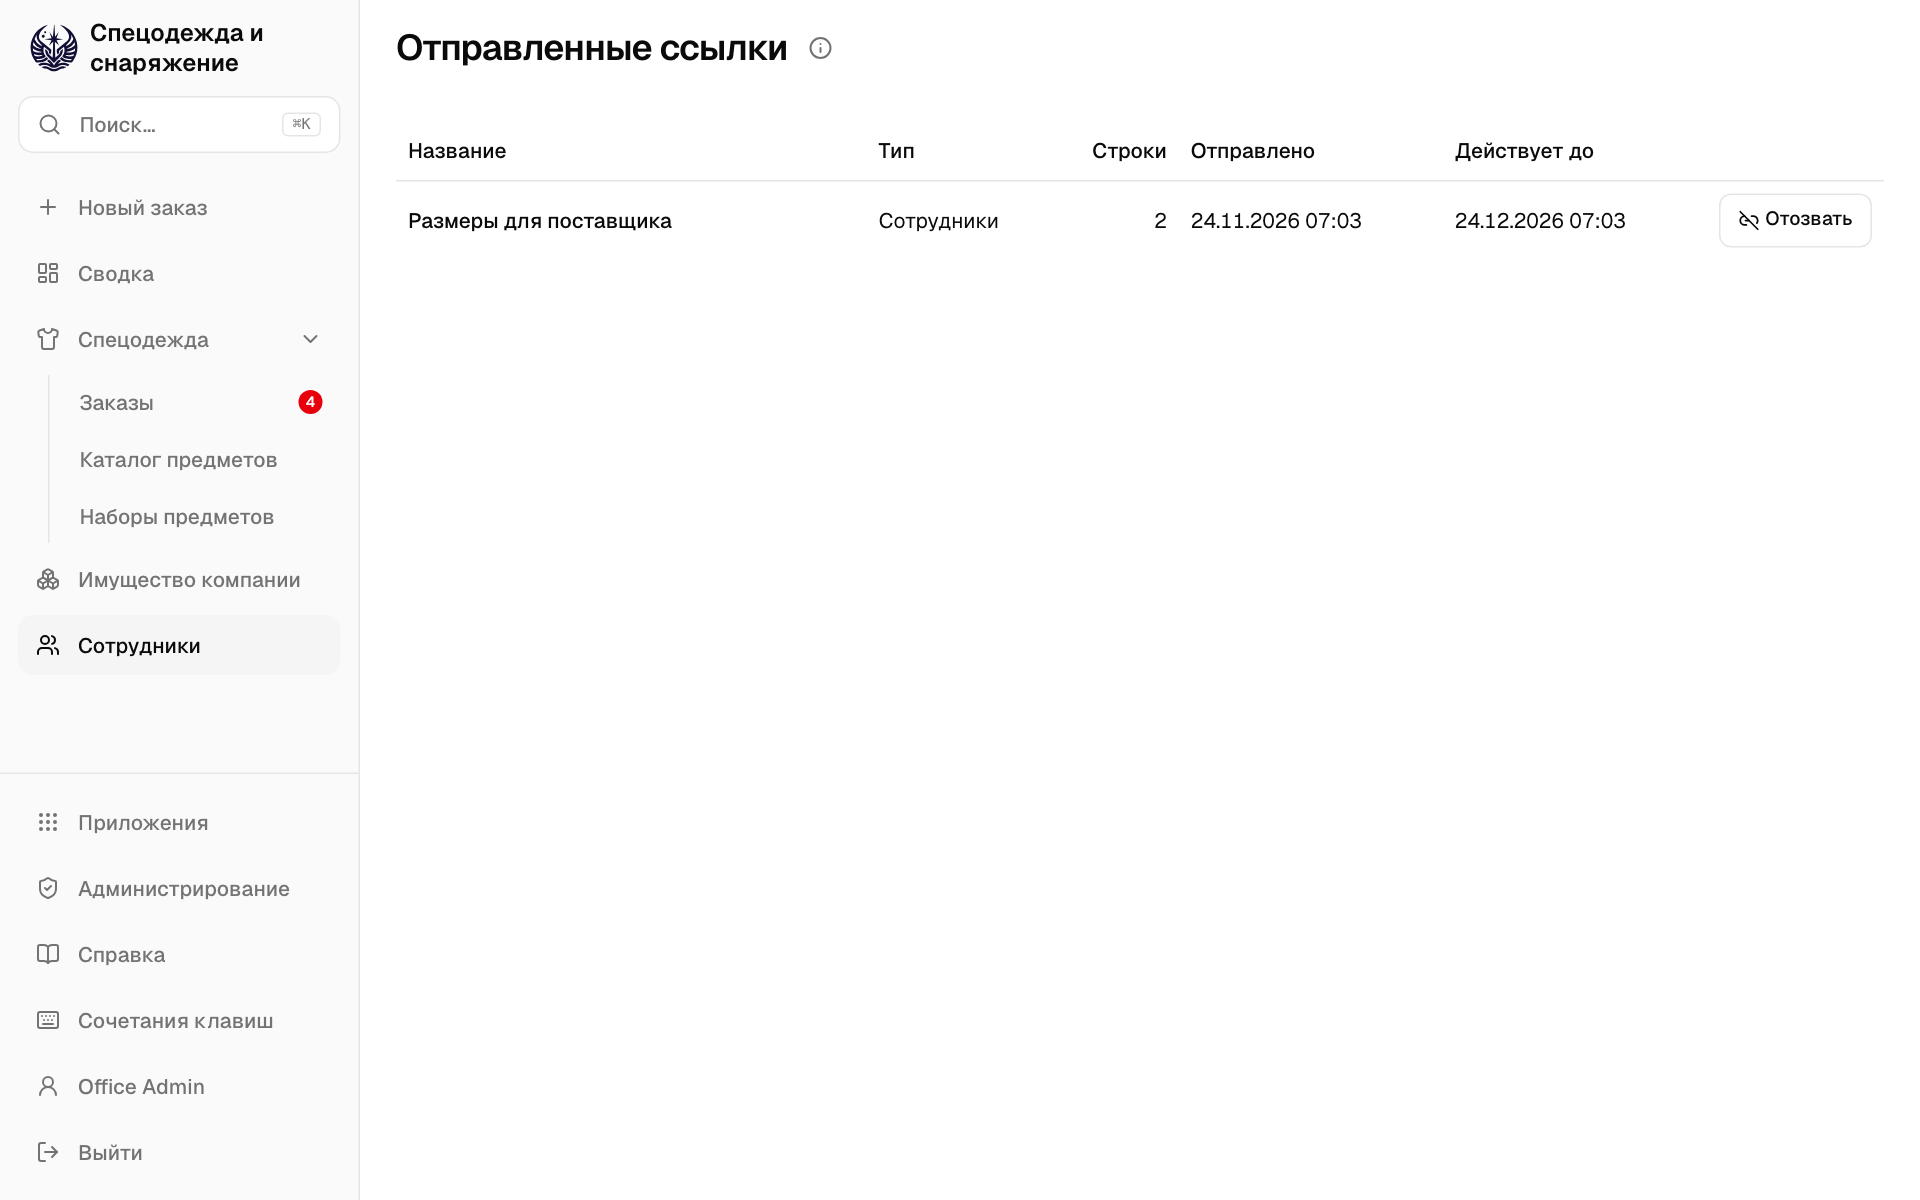 Спецодежда и
снаряжение
Поиск...
⌘K
Новый заказ
Сводка
Спецодежда
Заказы
4
Каталог предметов
Наборы предметов
Имущество компании
Сотрудники
Приложения
Администрирование
Справка
Сочетания клавиш
Office Admin
Выйти
Отправленные ссылки
Название Тип Строки Отправлено Действует до
Размеры для поставщика Сотрудники 2 24.11.2026 07:03 24.12.2026 07:03 Отозвать